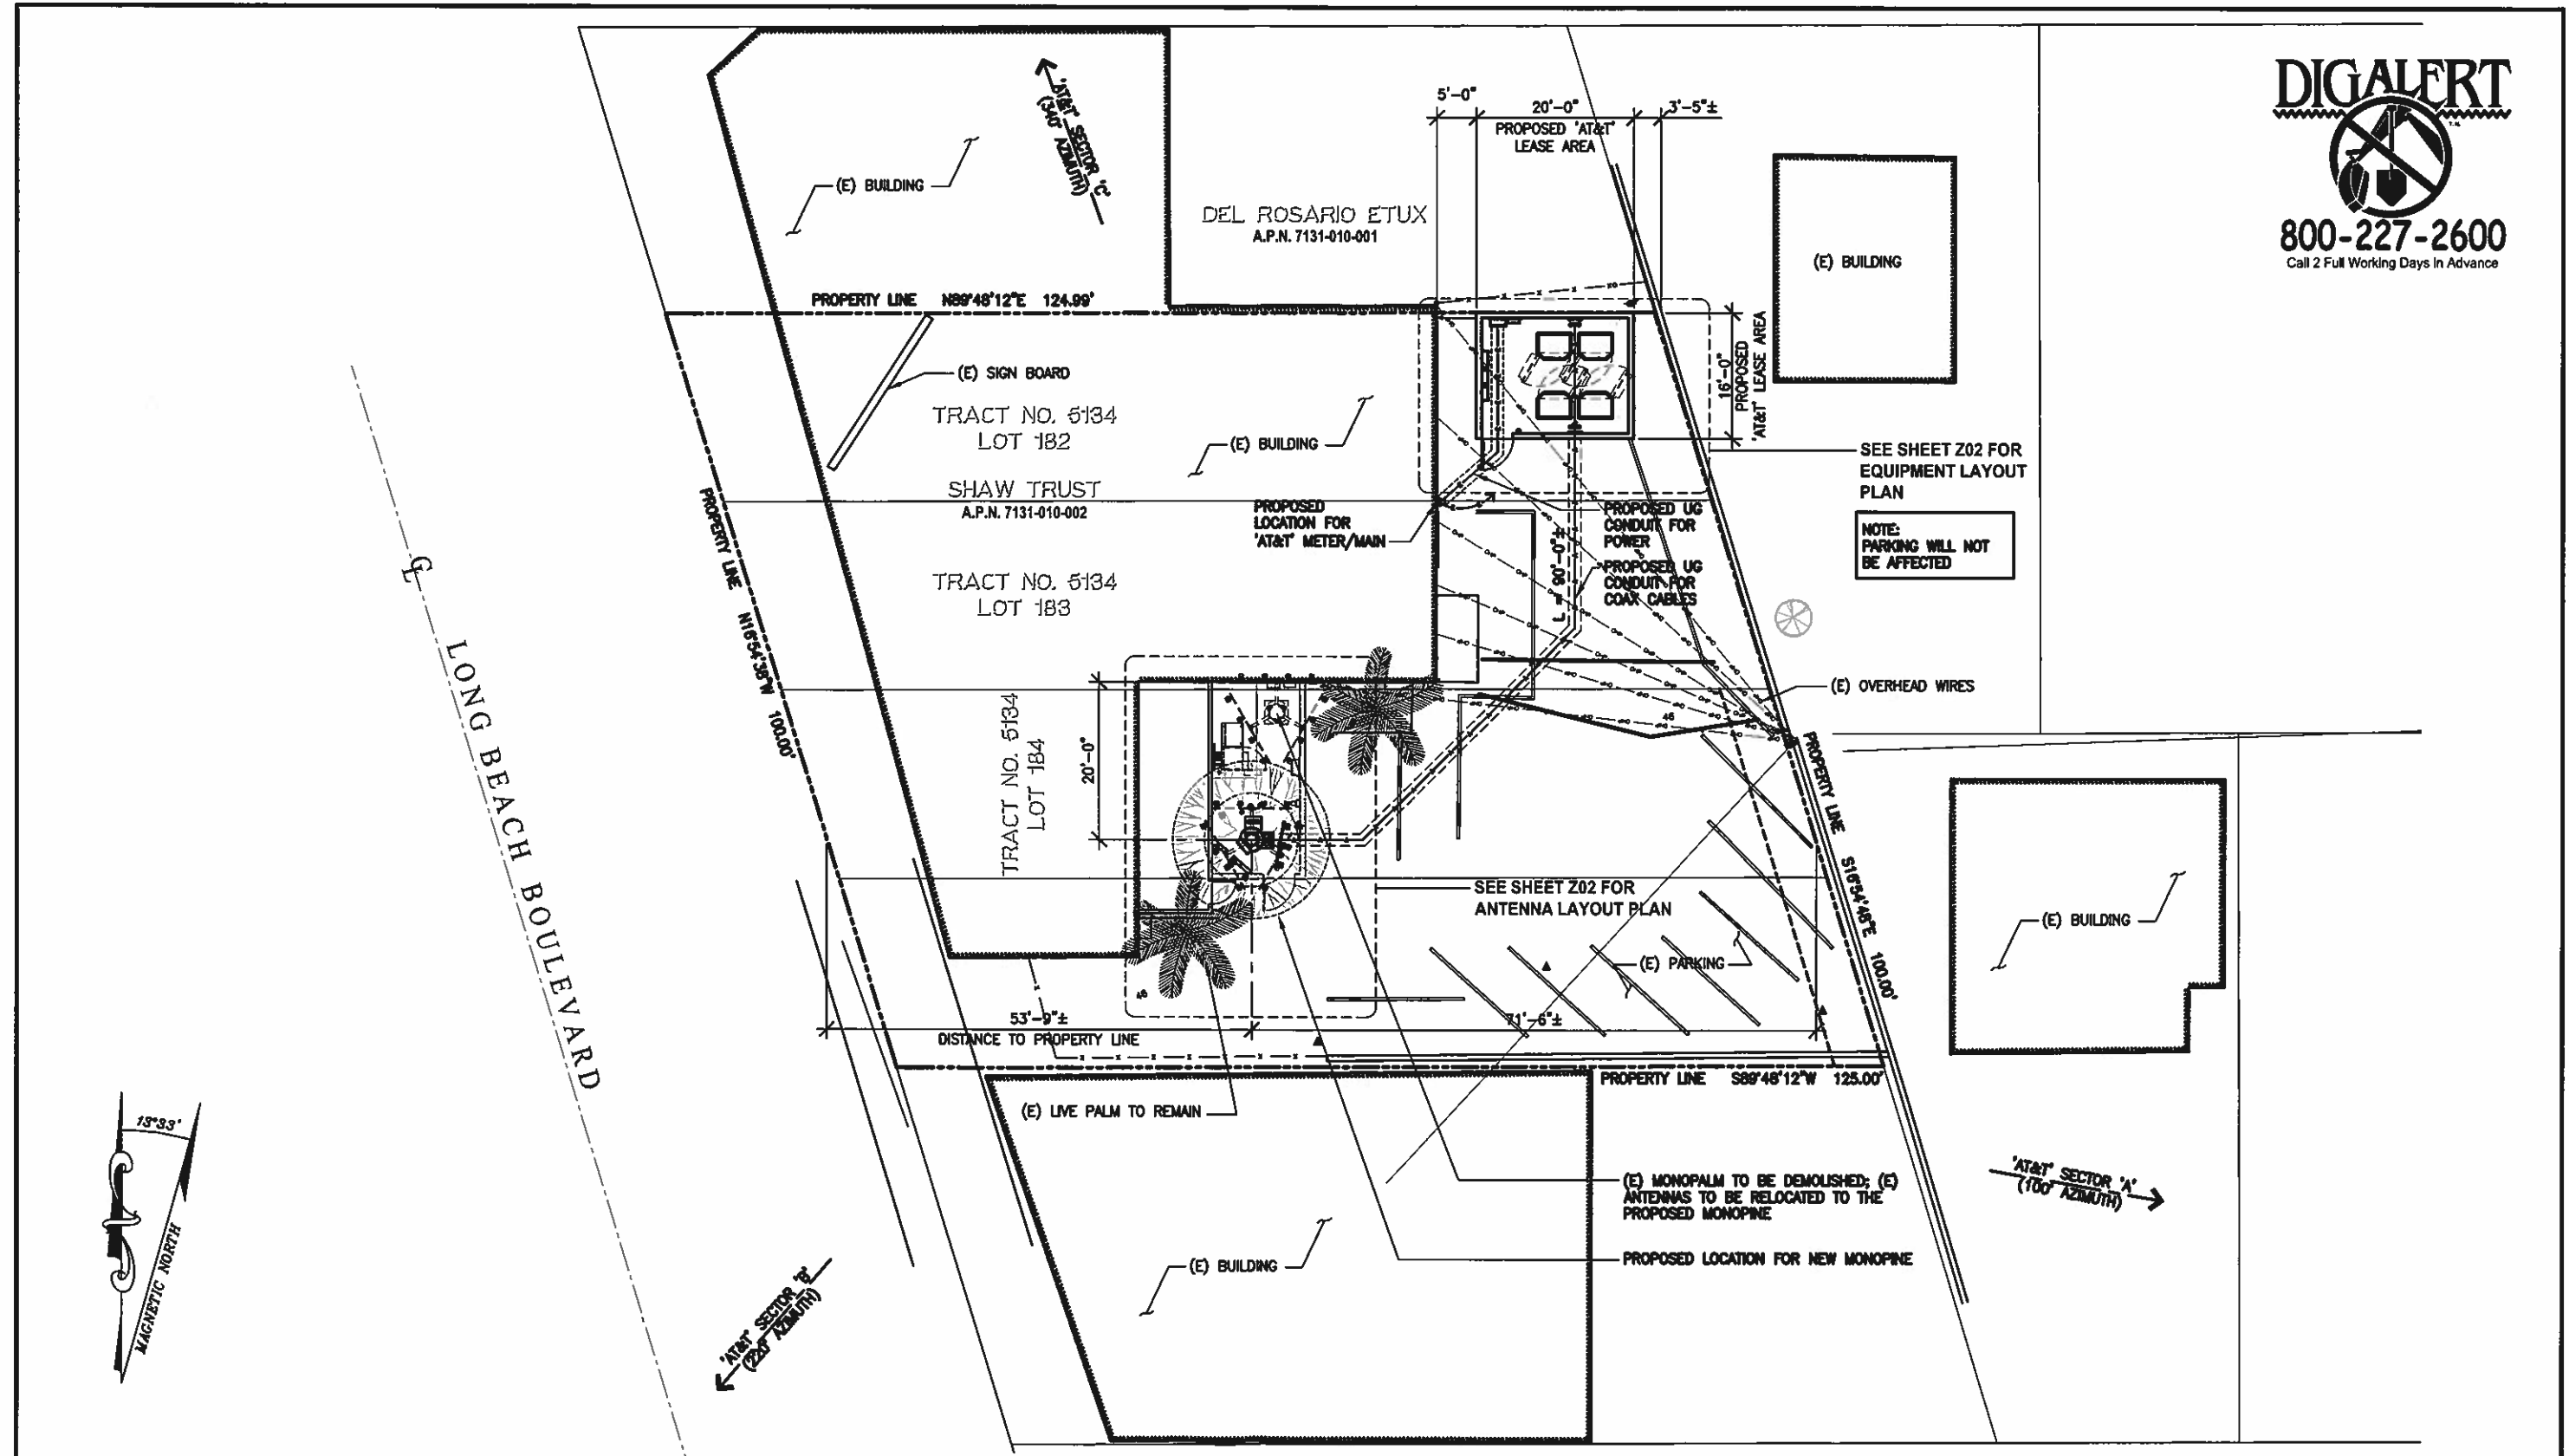 DIGALERT
800-227-2600
Call 2 Full Working Days In Advance
'AT&T' SECTOR 'C'
(340° AZIMUTH)
5'-0"
20'-0"
3'-5"±
PROPOSED 'AT&T'
LEASE AREA
(E) BUILDING
DEL ROSARIO ETUX
A.P.N. 7131-010-001
(E) BUILDING
PROPERTY LINE N89°48'12"E 124.99'
16'-0"
PROPOSED
'AT&T' LEASE AREA
(E) SIGN BOARD
TRACT NO. 5134
LOT 182
(E) BUILDING
SEE SHEET Z02 FOR
EQUIPMENT LAYOUT
PLAN
SHAW TRUST
A.P.N. 7131-010-002
PROPOSED
LOCATION FOR
'AT&T' METER/MAIN
PROPOSED UG
CONDUIT FOR
POWER
NOTE:
PARKING WILL NOT
BE AFFECTED
PROPERTY LINE N16°54'38"W 100.00'
L = 90'-0"±
PROPOSED UG
CONDUIT FOR
COAX CABLES
TRACT NO. 5134
LOT 183
LONG BEACH BOULEVARD
(E) OVERHEAD WIRES
TRACT NO. 5134
LOT 184
20'-0"
PROPERTY LINE S16°54'48"E 100.00'
SEE SHEET Z02 FOR
ANTENNA LAYOUT PLAN
(E) BUILDING
(E) PARKING
53'-9"±
71'-6"±
DISTANCE TO PROPERTY LINE
PROPERTY LINE S89°48'12"W 125.00'
(E) LIVE PALM TO REMAIN
13°33'
MAGNETIC NORTH
(E) MONOPALM TO BE DEMOLISHED; (E)
ANTENNAS TO BE RELOCATED TO THE
PROPOSED MONOPINE
'AT&T' SECTOR 'A'
(100° AZIMUTH)
PROPOSED LOCATION FOR NEW MONOPINE
(E) BUILDING
'AT&T' SECTOR 'B'
(220° AZIMUTH)